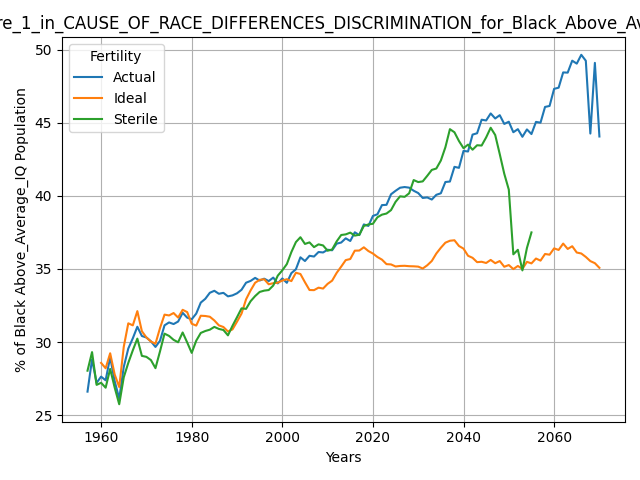 re_1_in_CAUSE_OF_RACE_DIFFERENCES_DISCRIMINATION_for_Black_Above_Av
Fertility
Actual
Ideal
Sterile
% of Black Above_Average_IQ Population
50
45
40
35
30
25
1960
1980
2000
2020
2040
2060
Years